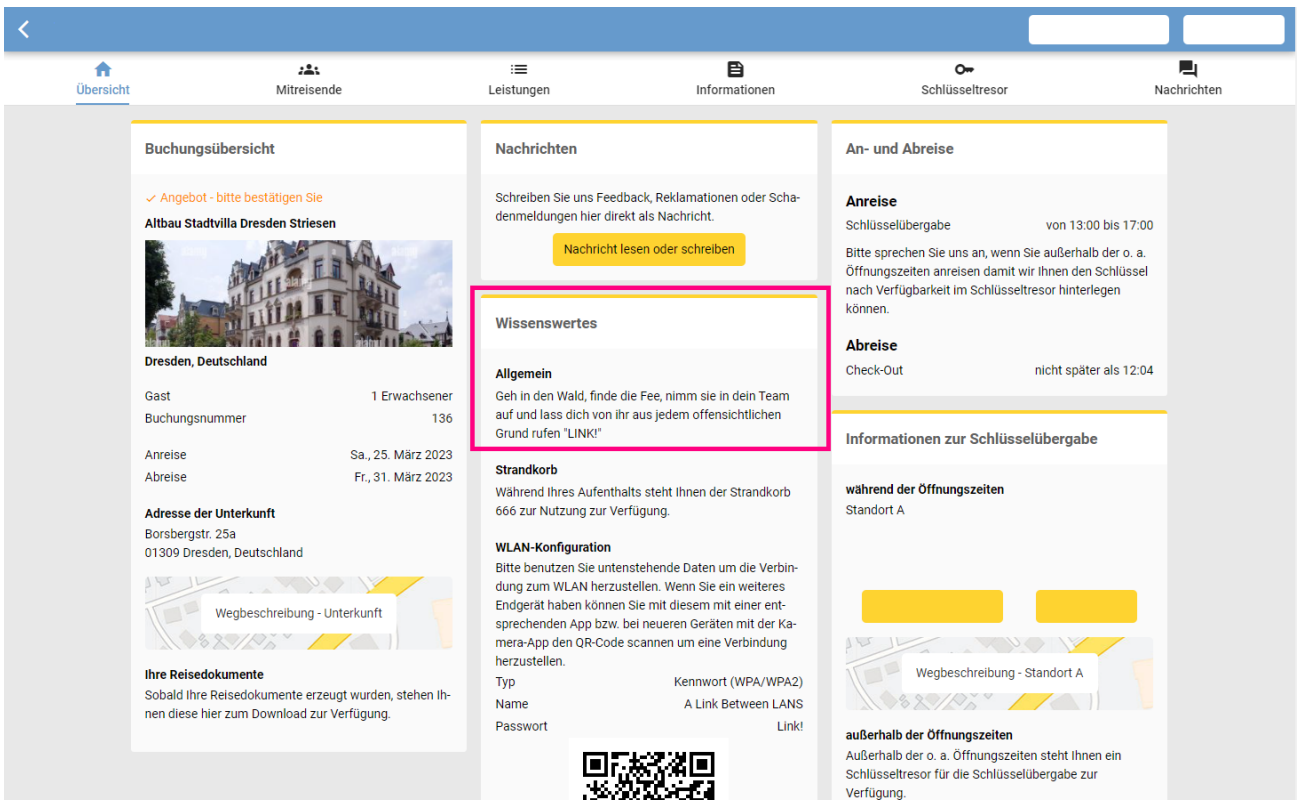 Übersicht
Mitreisende
Leistungen
Informationen
Schlüsseltresor
Nachrichten
Buchungsübersicht
Angebot - bitte bestätigen Sie
Altbau Stadtvilla Dresden Striesen
Dresden, Deutschland
Gast 1 Erwachsener
Buchungsnummer 136
Anreise Sa., 25. März 2023
Abreise Fr., 31. März 2023
Adresse der Unterkunft
Borsbergstr. 25a
01309 Dresden, Deutschland
Wegbeschreibung - Unterkunft
Ihre Reisedokumente
Sobald Ihre Reisedokumente erzeugt wurden, stehen Ih-
nen diese hier zum Download zur Verfügung.
Nachrichten
Schreiben Sie uns Feedback, Reklamationen oder Scha-
denmeldungen hier direkt als Nachricht.
Nachricht lesen oder schreiben
Wissenswertes
Allgemein
Geh in den Wald, finde die Fee, nimm sie in dein Team
auf und lass dich von ihr aus jedem offensichtlichen
Grund rufen "LINK!"
Strandkorb
Während Ihres Aufenthalts steht Ihnen der Strandkorb
666 zur Nutzung zur Verfügung.
WLAN-Konfiguration
Bitte benutzen Sie untenstehende Daten um die Verbin-
dung zum WLAN herzustellen. Wenn Sie ein weiteres
Endgerät haben können Sie mit diesem mit einer ent-
sprechenden App bzw. bei neueren Geräten mit der Ka-
mera-App den QR-Code scannen um eine Verbindung
herzustellen.
Typ Kennwort (WPA/WPA2)
Name A Link Between LANS
Passwort Link!
An- und Abreise
Anreise
Schlüsselübergabe von 13:00 bis 17:00
Bitte sprechen Sie uns an, wenn Sie außerhalb der o. a.
Öffnungszeiten anreisen damit wir Ihnen den Schlüssel
nach Verfügbarkeit im Schlüsseltresor hinterlegen
können.
Abreise
Check-Out nicht später als 12:04
Informationen zur Schlüsselübergabe
während der Öffnungszeiten
Standort A
Wegbeschreibung - Standort A
außerhalb der Öffnungszeiten
Außerhalb der o. a. Öffnungszeiten steht Ihnen ein
Schlüsseltresor für die Schlüsselübergabe zur
Verfügung.